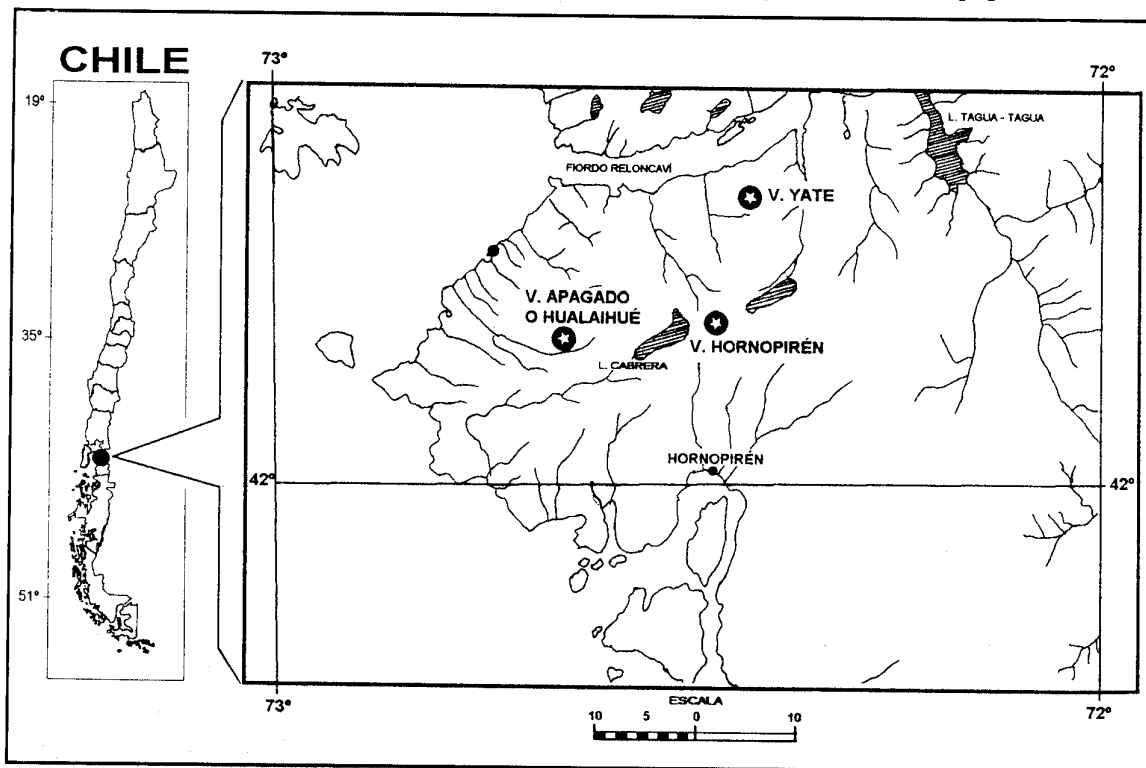 CHILE
19°
35°
51°
73°
72°
L. TAGUA - TAGUA
FIORDO RELONCAVÍ
V. YATE
V. APAGADO
O HUALAIHUÉ
V. HORNOPIRÉN
L. CABRERA
HORNOPIRÉN
42°
42°
73°
72°
ESCALA
10 5 0 10